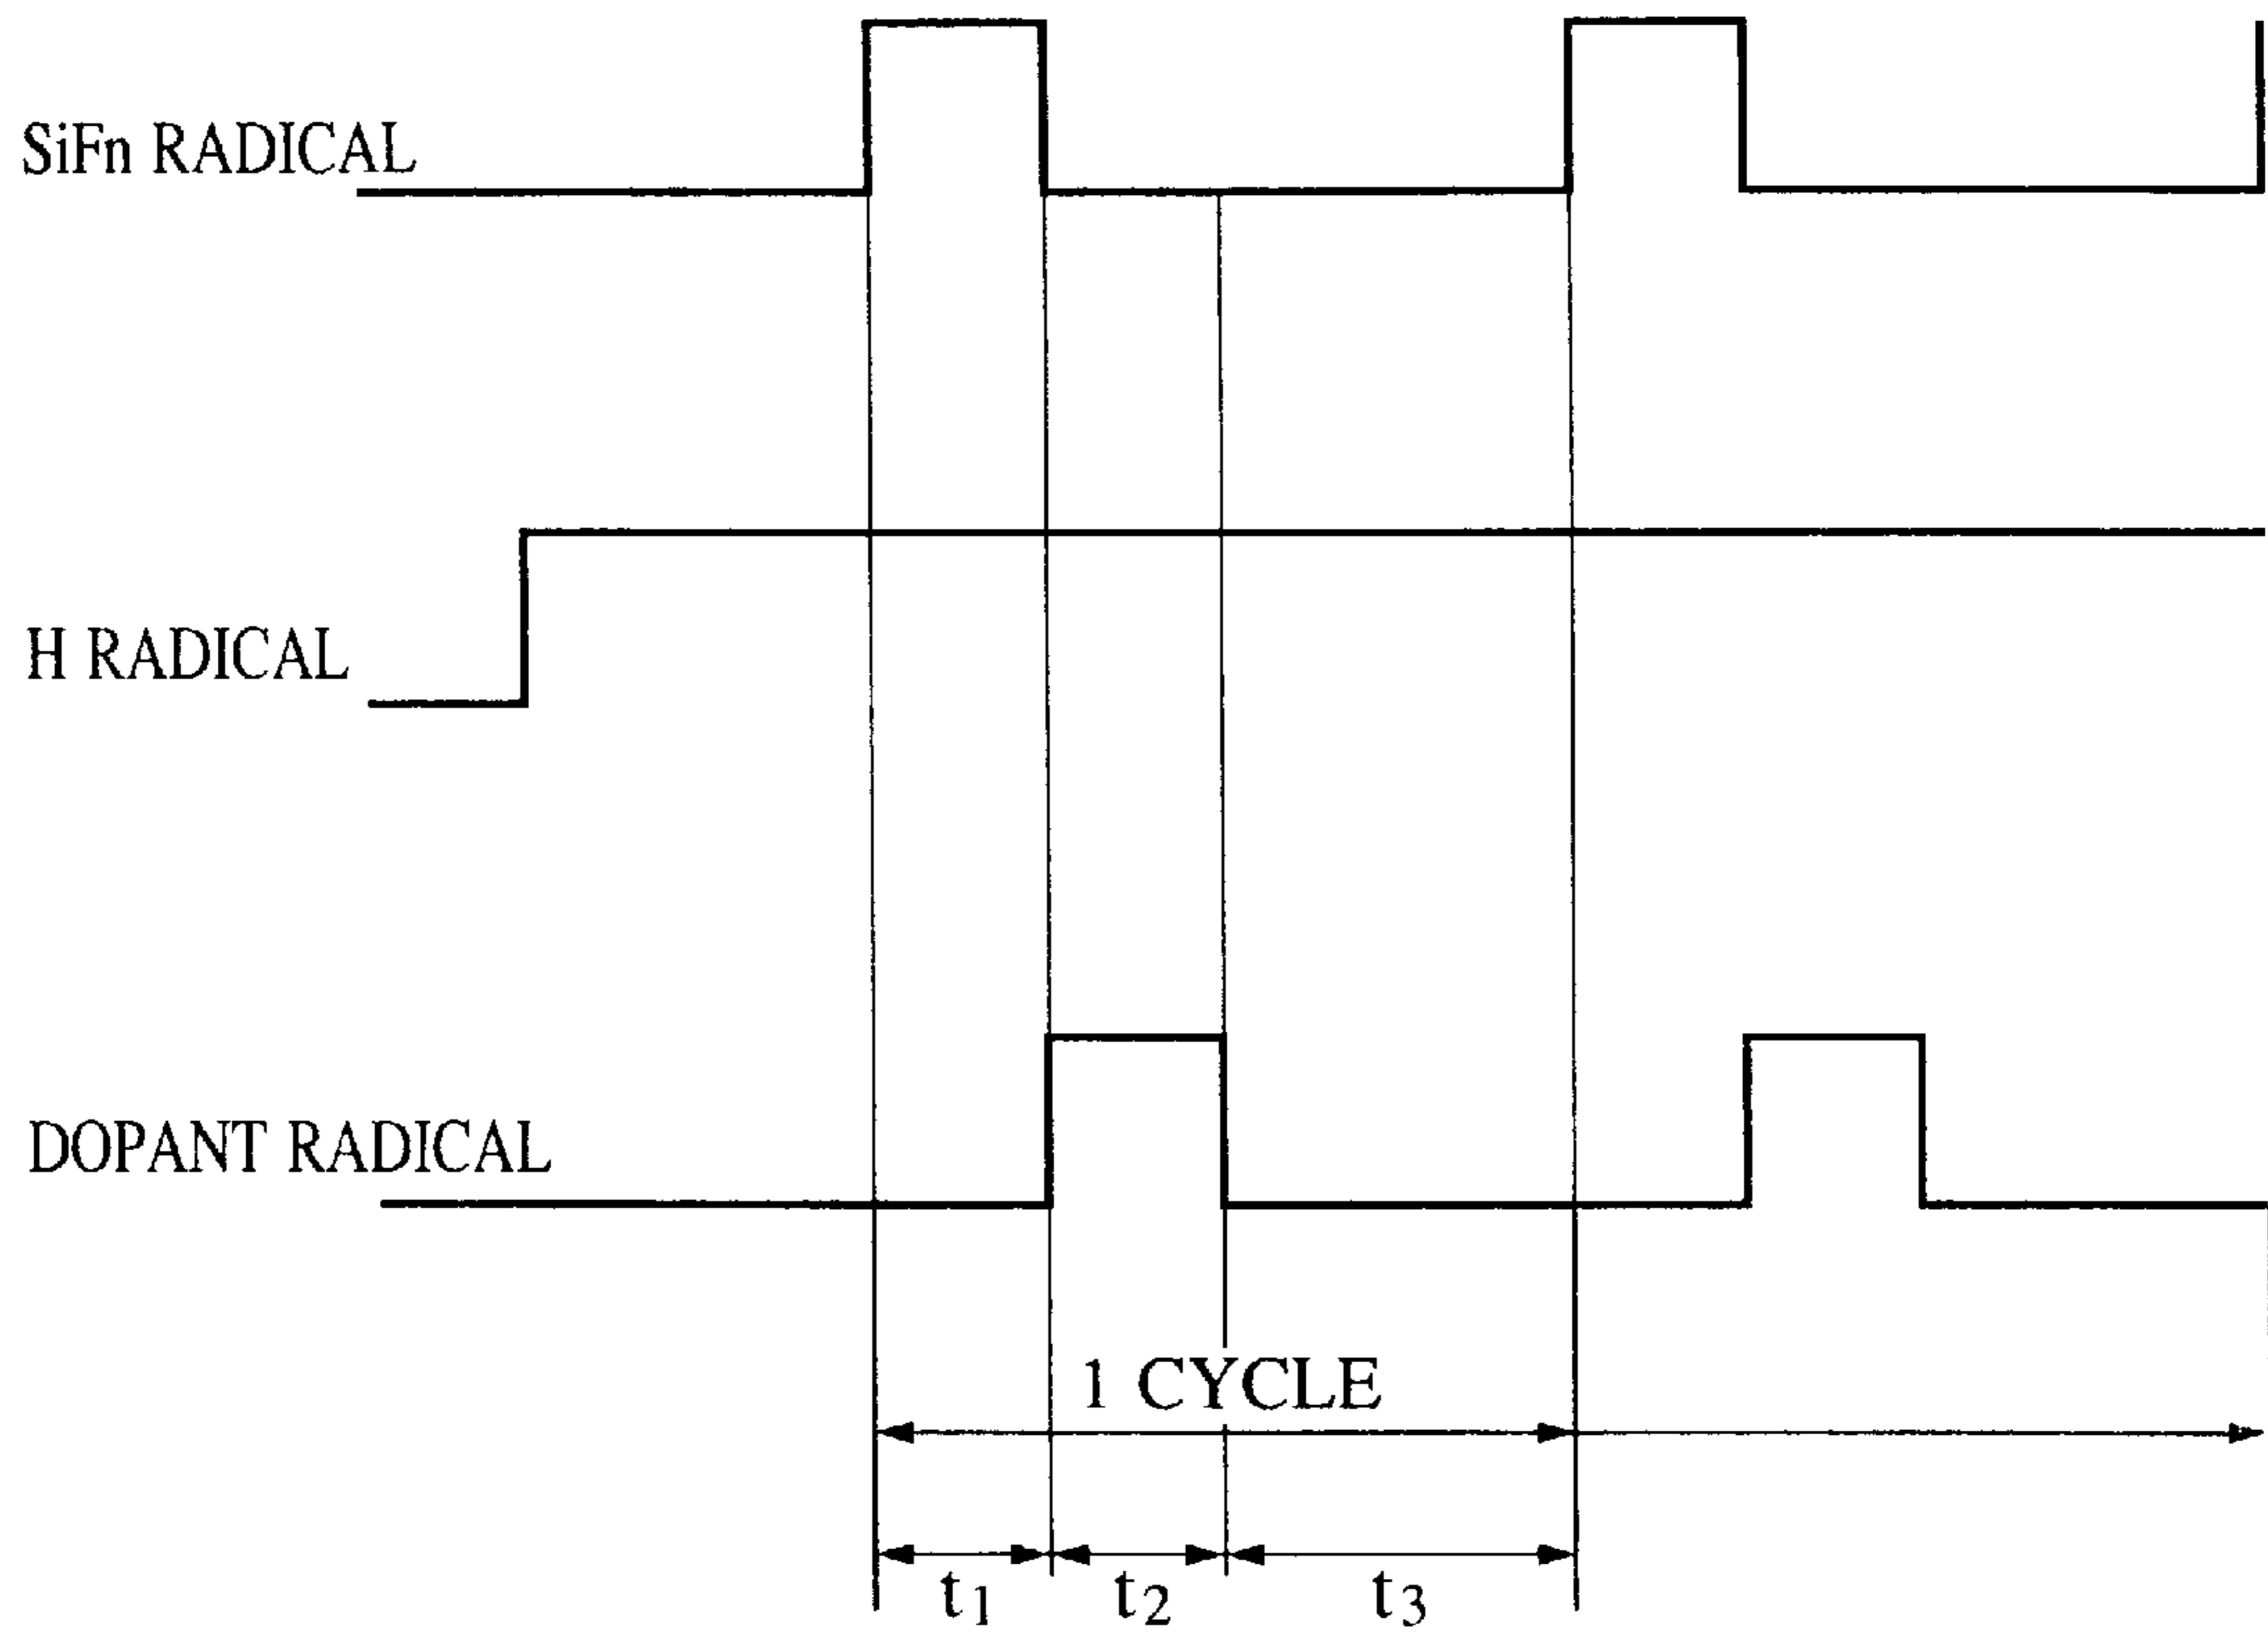 SiFn RADICAL
H RADICAL
DOPANT RADICAL
1 CYCLE
t1 t2 t3